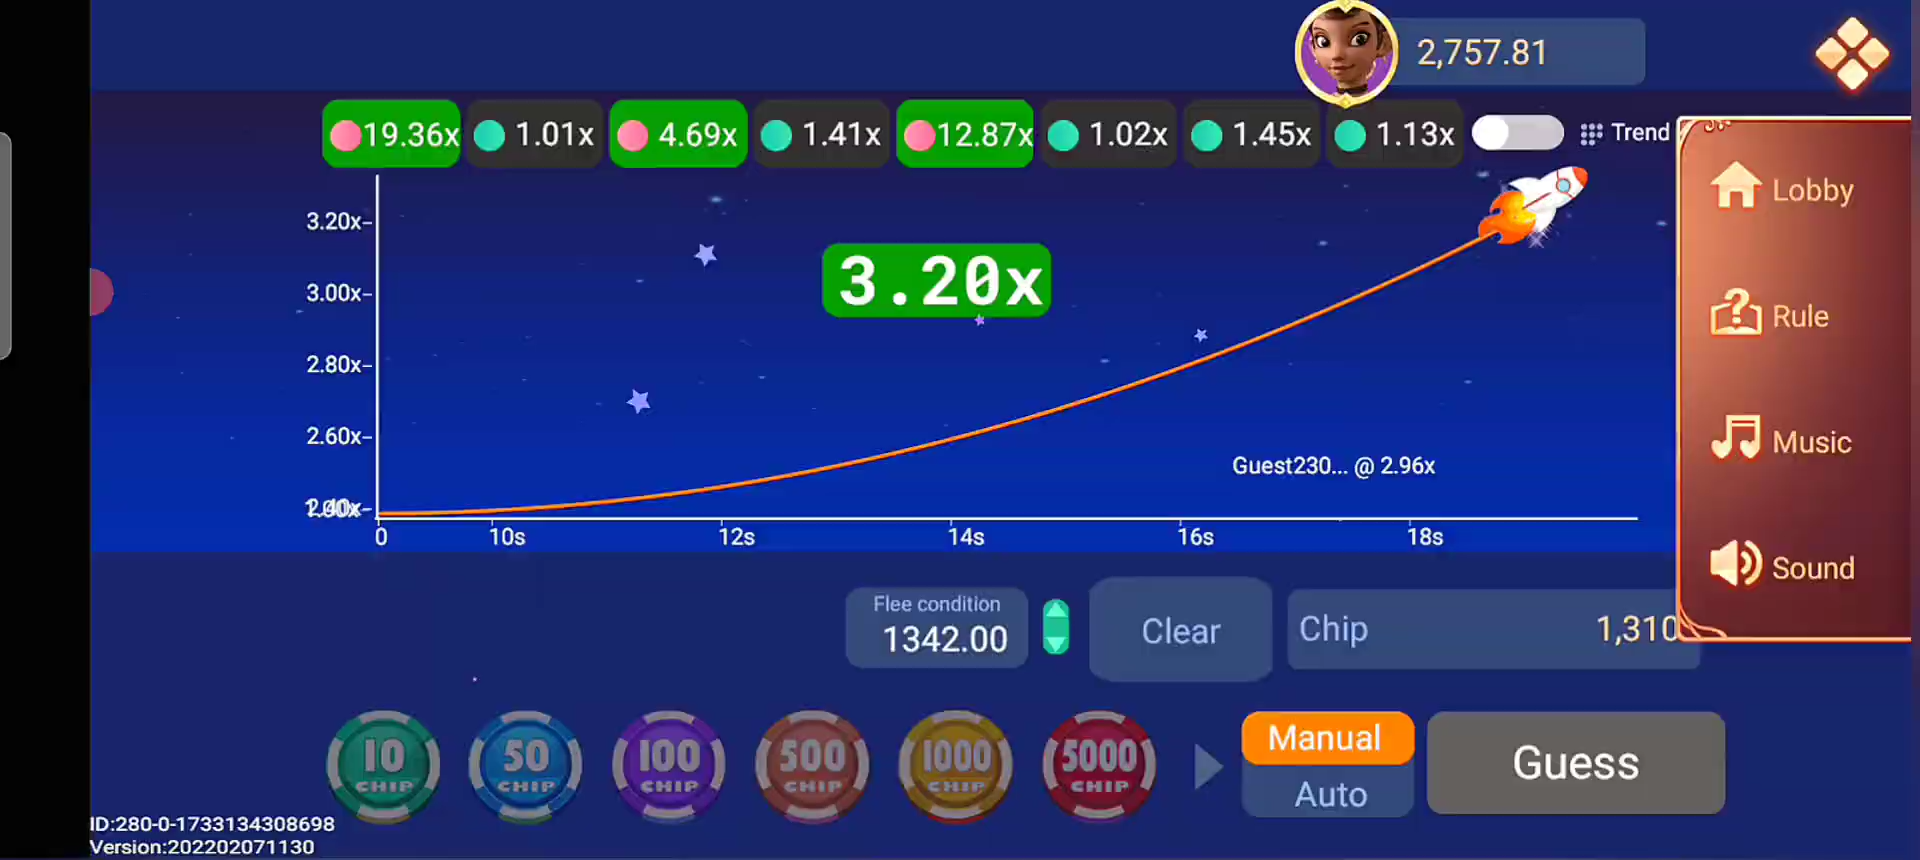 2,757.81
19.36x 1.01x 4.69x 1.41x 12.87x 1.02x 1.45x 1.13x Trend
Lobby
3.20x
3.20x
3.00x
Rule
2.80x
2.60x
Music
Guest230... @ 2.96x
0 10s 12s 14s 16s 18s
Sound
Flee condition
1342.00
Clear
Chip 1,310
10 CHIP
50 CHIP
100 CHIP
500 CHIP
1000 CHIP
5000 CHIP
Manual
Auto
Guess
ID:280-0-1733134308698
Version:202202071130